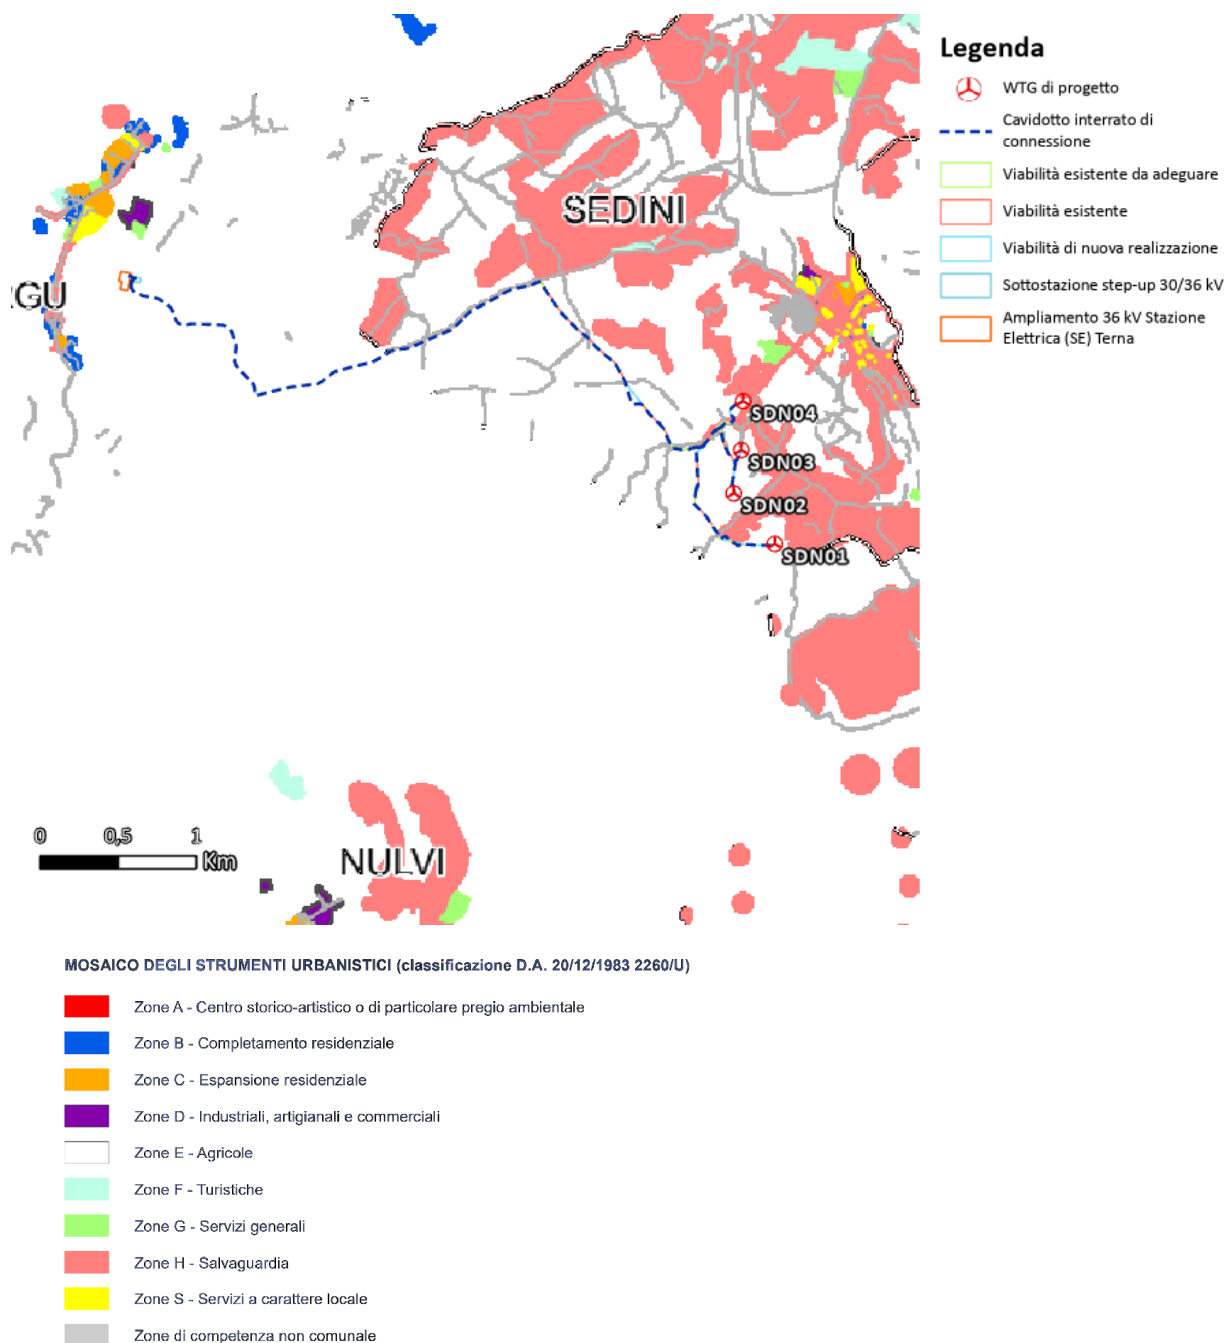 Legenda
WTG di progetto
Cavidotto interrato di
connessione
Viabilità esistente da adeguare
Viabilità esistente
Viabilità di nuova realizzazione
Sottostazione step-up 30/36 kV
Ampliamento 36 kV Stazione
Elettrica (SE) Terna
SEDINI
GU
SDN04
SDN03
SDN02
SDN01
0 0,5 1
Km
NULVI
MOSAICO DEGLI STRUMENTI URBANISTICI (classificazione D.A. 20/12/1983 2260/U)
Zone A - Centro storico-artistico o di particolare pregio ambientale
Zone B - Completamento residenziale
Zone C - Espansione residenziale
Zone D - Industriali, artigianali e commerciali
Zone E - Agricole
Zone F - Turistiche
Zone G - Servizi generali
Zone H - Salvaguardia
Zone S - Servizi a carattere locale
Zone di competenza non comunale